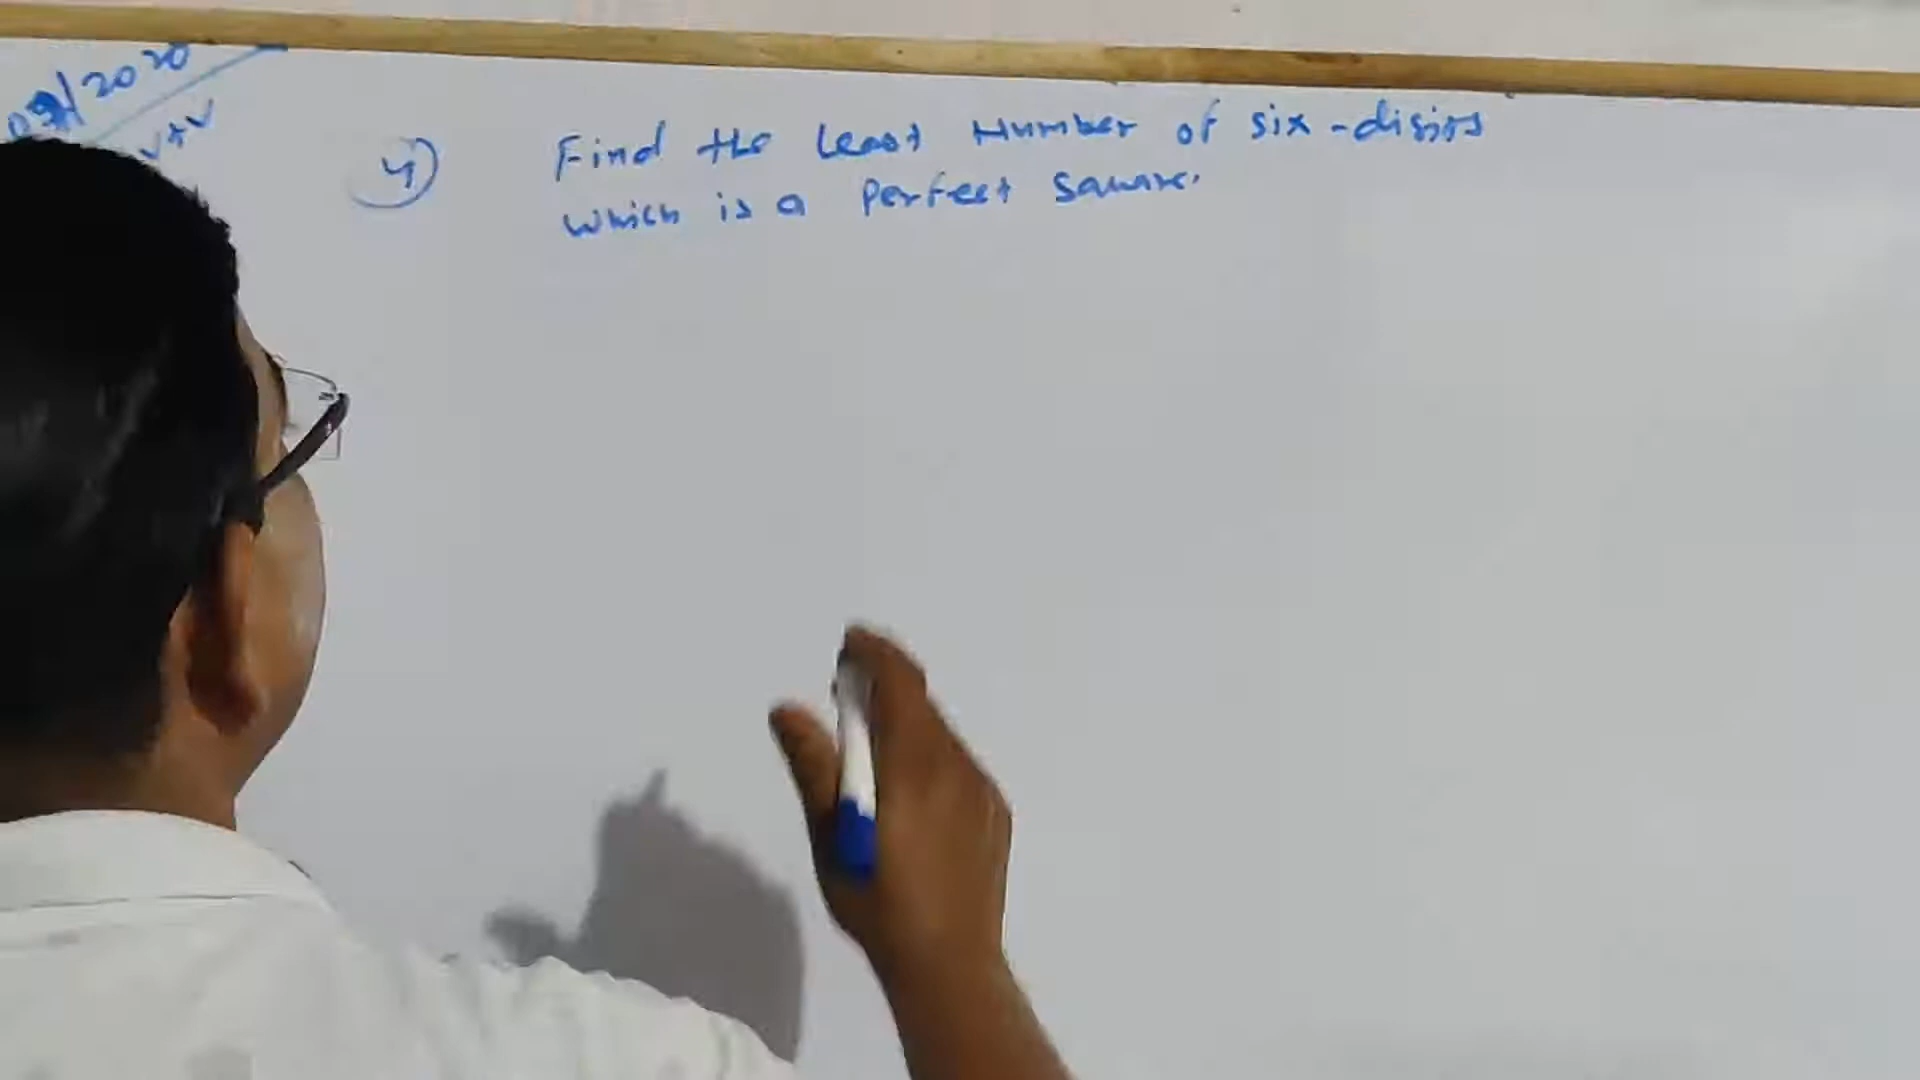 09/2020
4) Find the Least Number of six-digits
which is a Perfect Square.